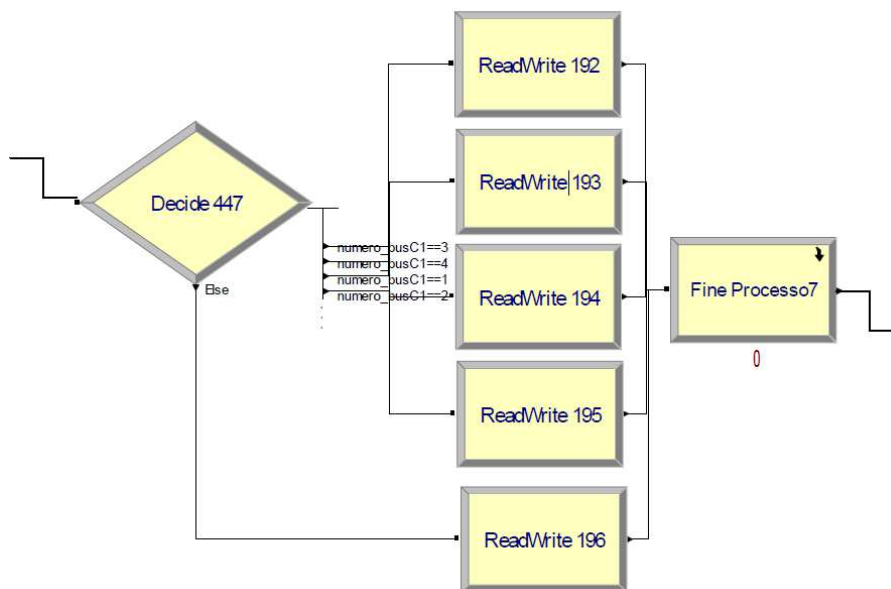 ReadWrite 192
ReadWrite 193
Decide 447
numero_busC1==3
numero_busC1==4
numero_busC1==1
numero_busC1==2
Else
ReadWrite 194
Fine Processo7
0
ReadWrite 195
ReadWrite 196